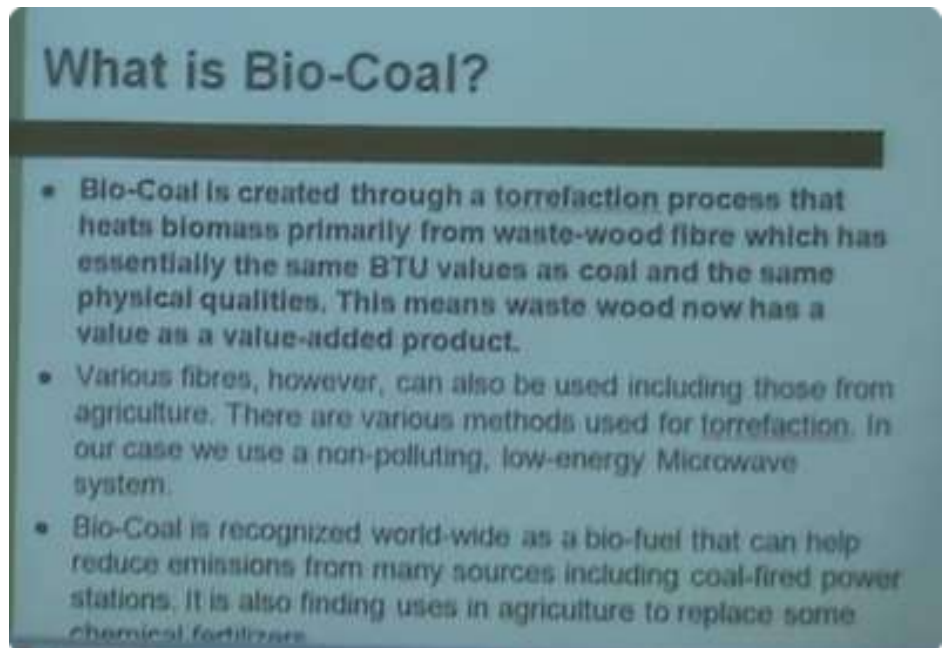 What is Bio-Coal?
• Bio-Coal is created through a torrefaction process that
heats biomass primarily from waste-wood fibre which has
essentially the same BTU values as coal and the same
physical qualities. This means waste wood now has a
value as a value-added product.
• Various fibres, however, can also be used including those from
agriculture. There are various methods used for torrefaction. In
our case we use a non-polluting, low-energy Microwave
system.
• Bio-Coal is recognized world-wide as a bio-fuel that can help
reduce emissions from many sources including coal-fired power
stations. It is also finding uses in agriculture to replace some
chemical fertilizers